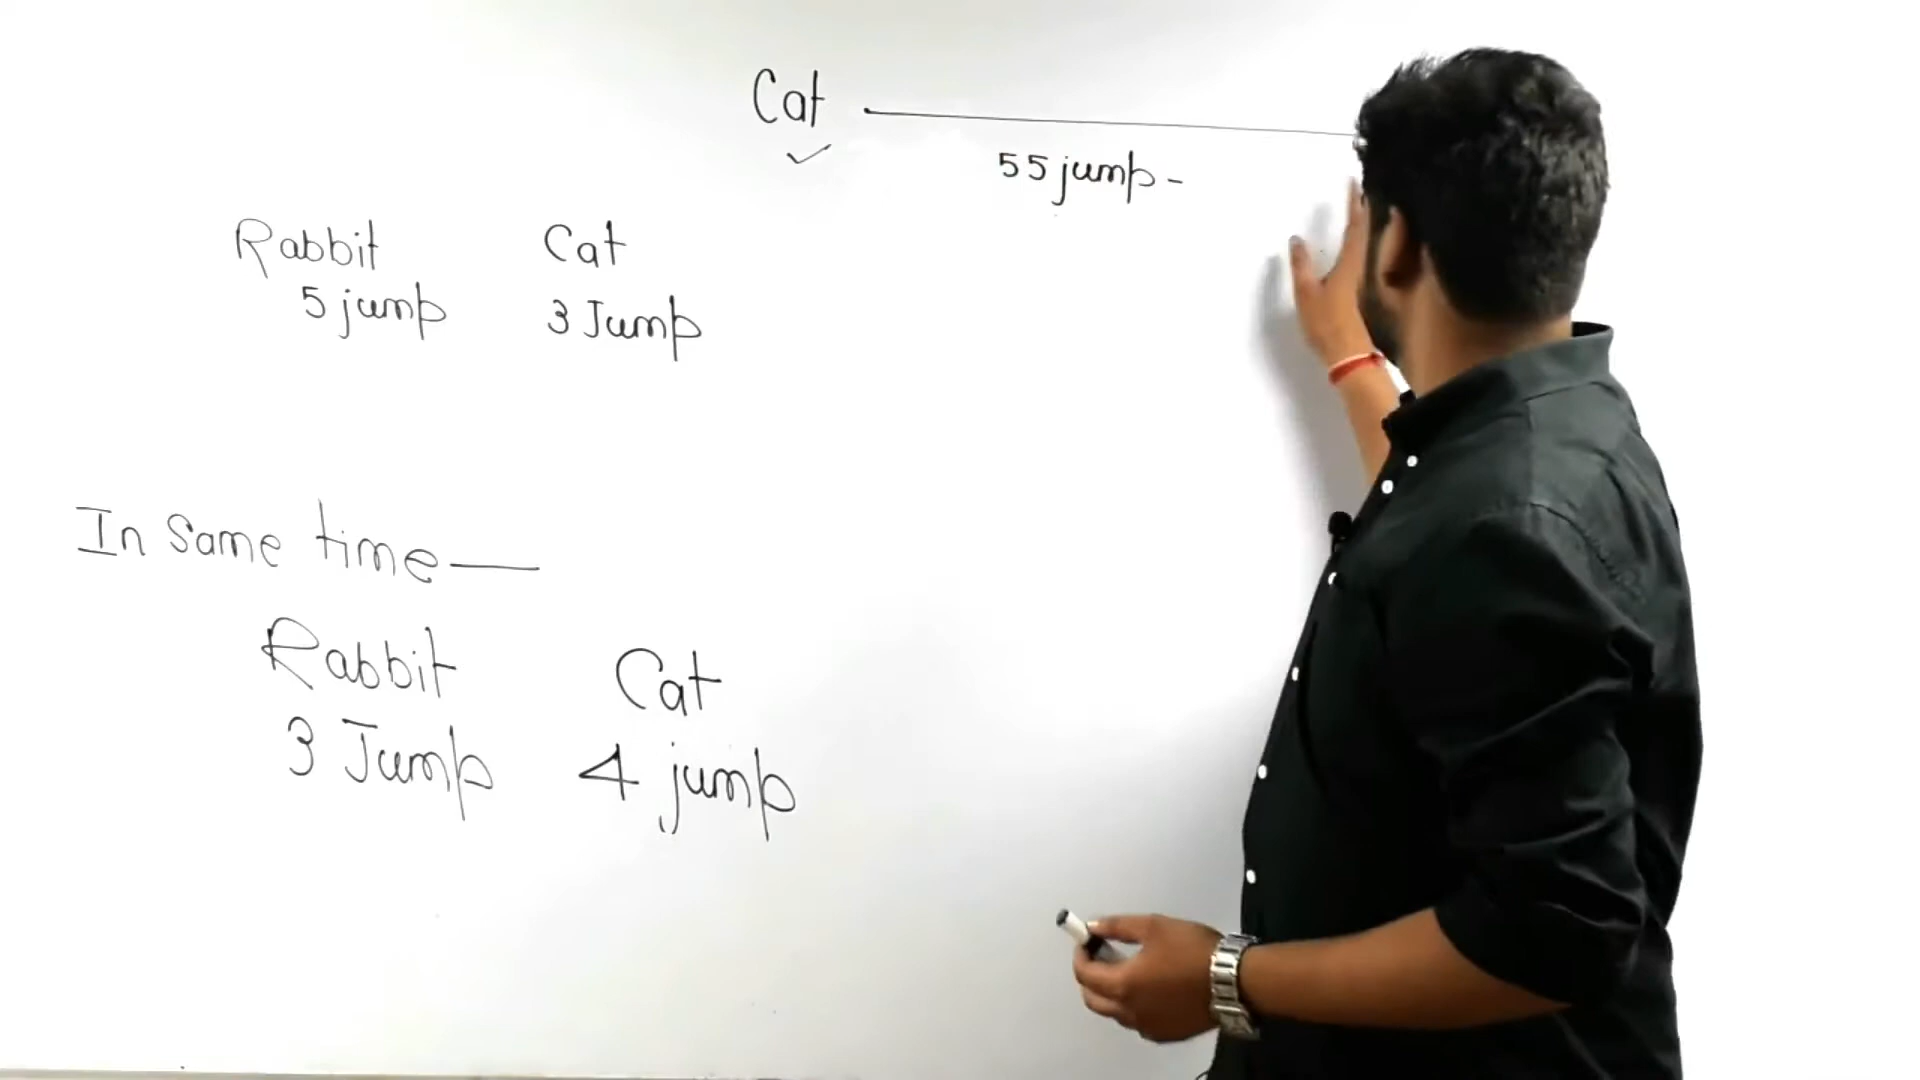 Cat
55 jump -
Rabbit Cat
5 jump 3 Jump
In Same time —
Rabbit Cat
3 Jump 4 jump